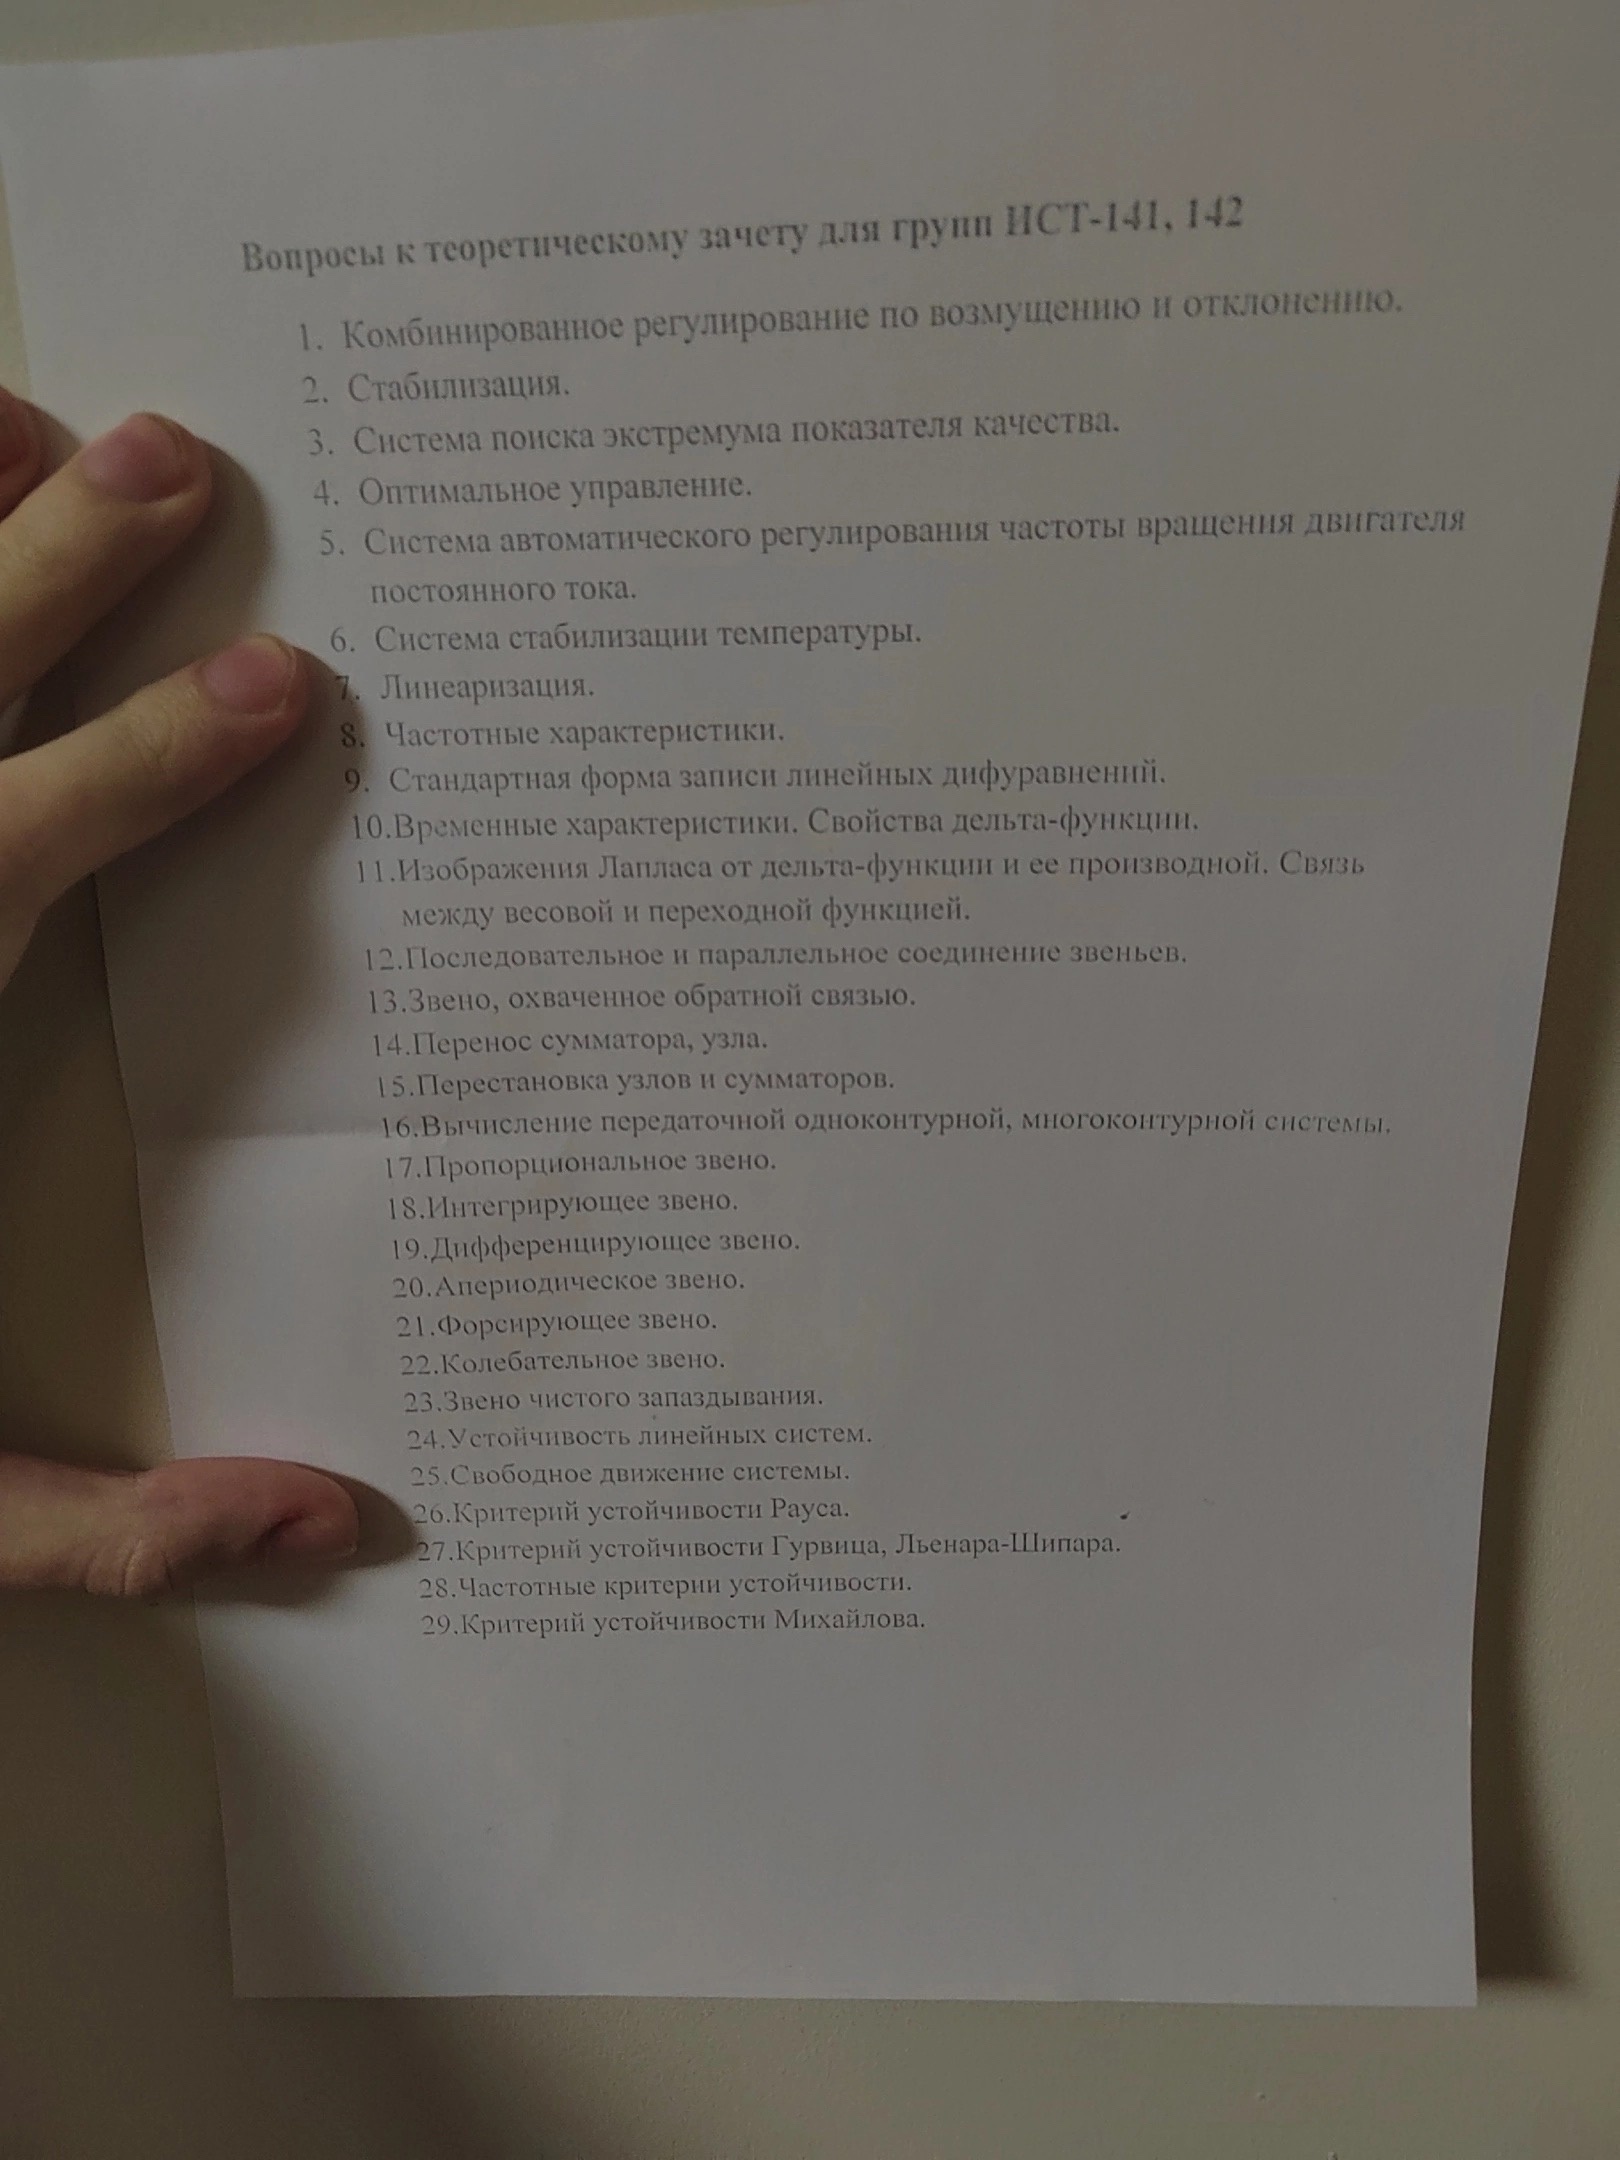 Вопросы к теоретическому зачету для групп ИСТ-141, 142
1. Комбинированное регулирование по возмущению и отклонению.
2. Стабилизация.
3. Система поиска экстремума показателя качества.
4. Оптимальное управление.
5. Система автоматического регулирования частоты вращения двигателя
постоянного тока.
6. Система стабилизации температуры.
7. Линеаризация.
8. Частотные характеристики.
9. Стандартная форма записи линейных дифуравнений.
10.Временные характеристики. Свойства дельта-функции.
11.Изображения Лапласа от дельта-функции и ее производной. Связь
между весовой и переходной функцией.
12.Последовательное и параллельное соединение звеньев.
13.Звено, охваченное обратной связью.
14.Перенос сумматора, узла.
15.Перестановка узлов и сумматоров.
16.Вычисление передаточной одноконтурной, многоконтурной системы.
17.Пропорциональное звено.
18.Интегрирующее звено.
19.Дифференцирующее звено.
20.Апериодическое звено.
21.Форсирующее звено.
22.Колебательное звено.
23.Звено чистого запаздывания.
24.Устойчивость линейных систем.
25.Свободное движение системы.
26.Критерий устойчивости Рауса.
27.Критерий устойчивости Гурвица, Льенара-Шипара.
28.Частотные критерии устойчивости.
29.Критерий устойчивости Михайлова.